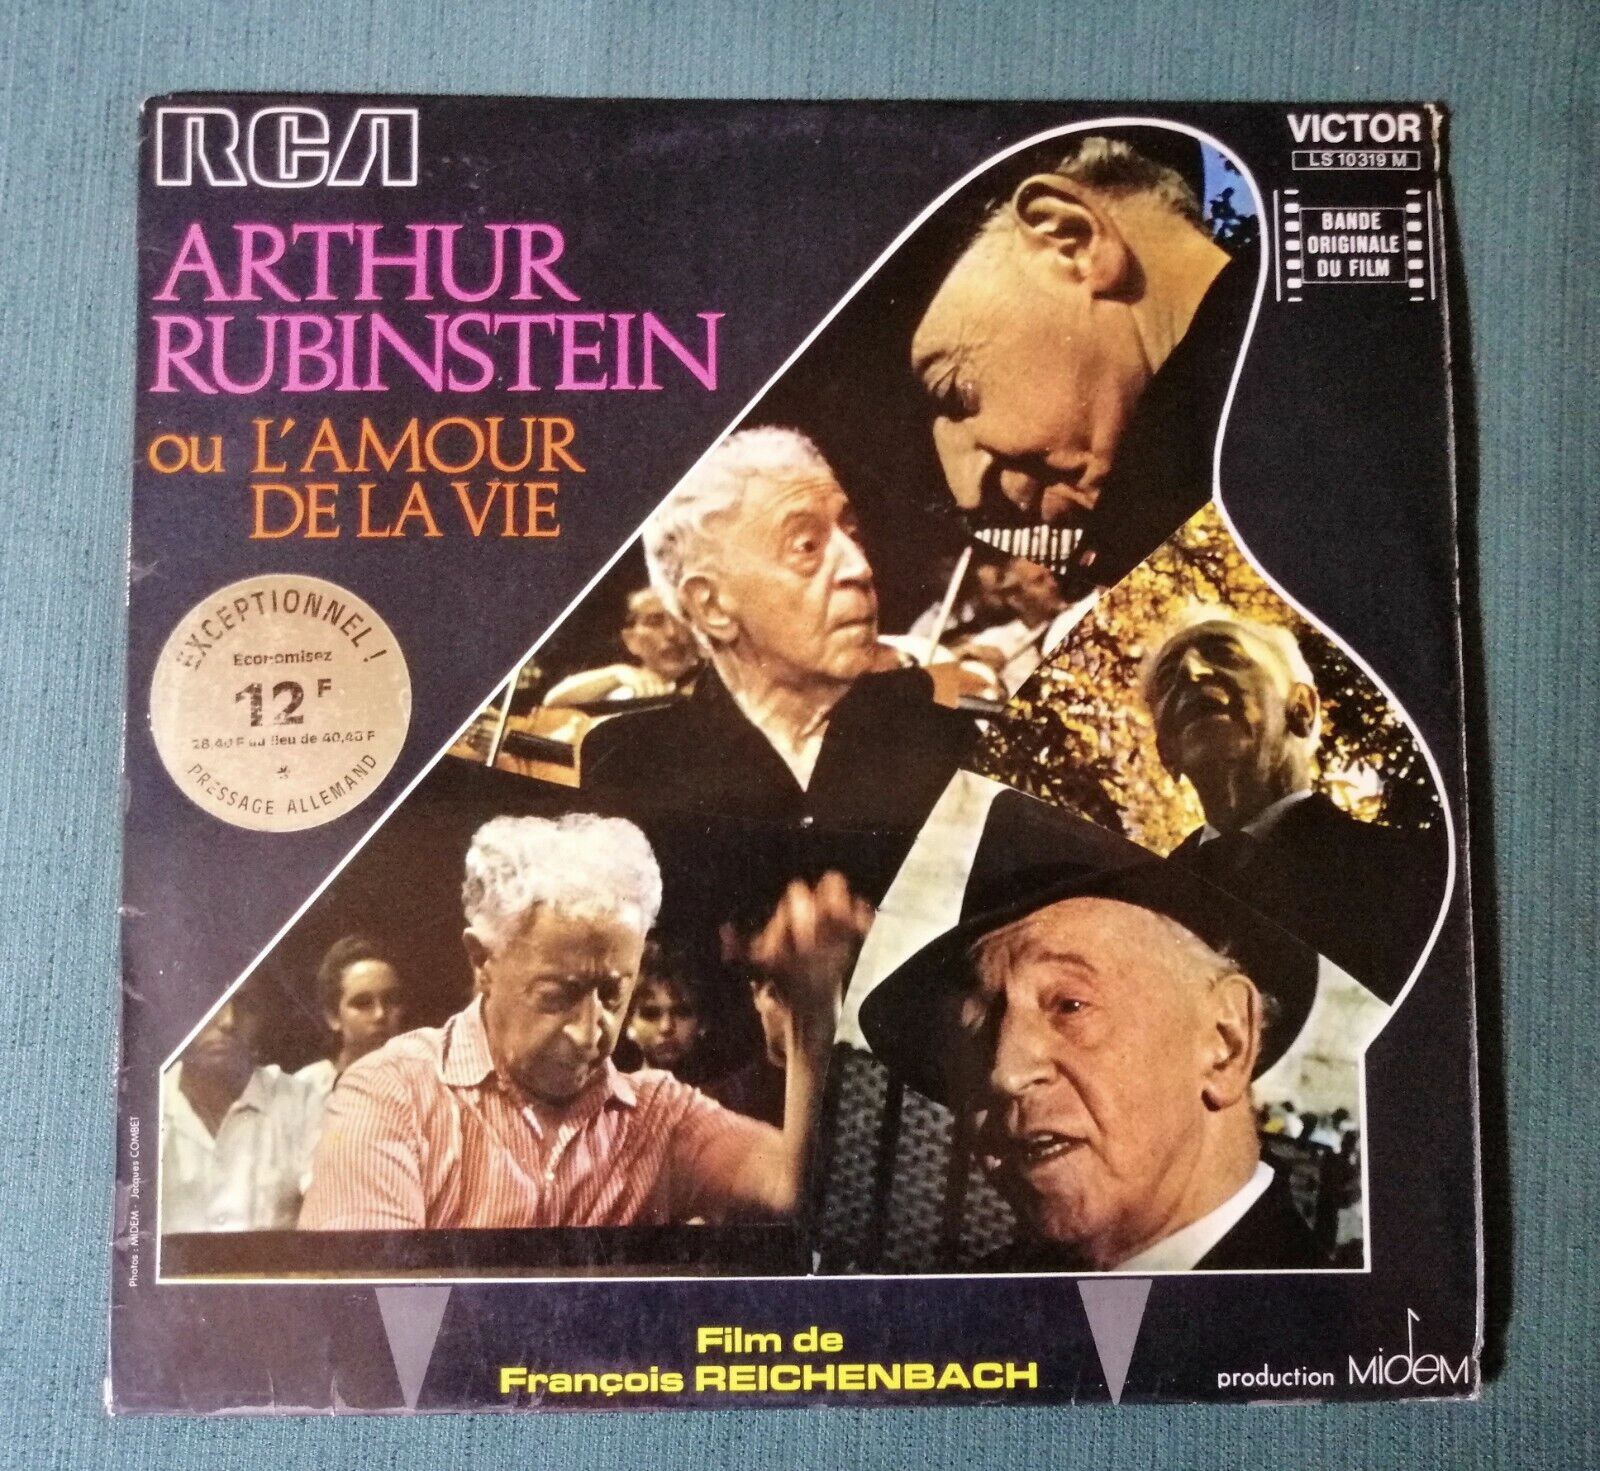 RCA
VICTOR
LS 10319 M
BANDE
ORIGINALE
DU FILM
ARTHUR
RUBINSTEIN
ou L'AMOUR
DE LA VIE
EXCEPTIONNEL !
Economisez
12 F
28,40 F au lieu de 40,40 F
PRESSAGE ALLEMAND
Photos : MIDEM - Jacques COMBET
Film de
François REICHENBACH
production MIDEM